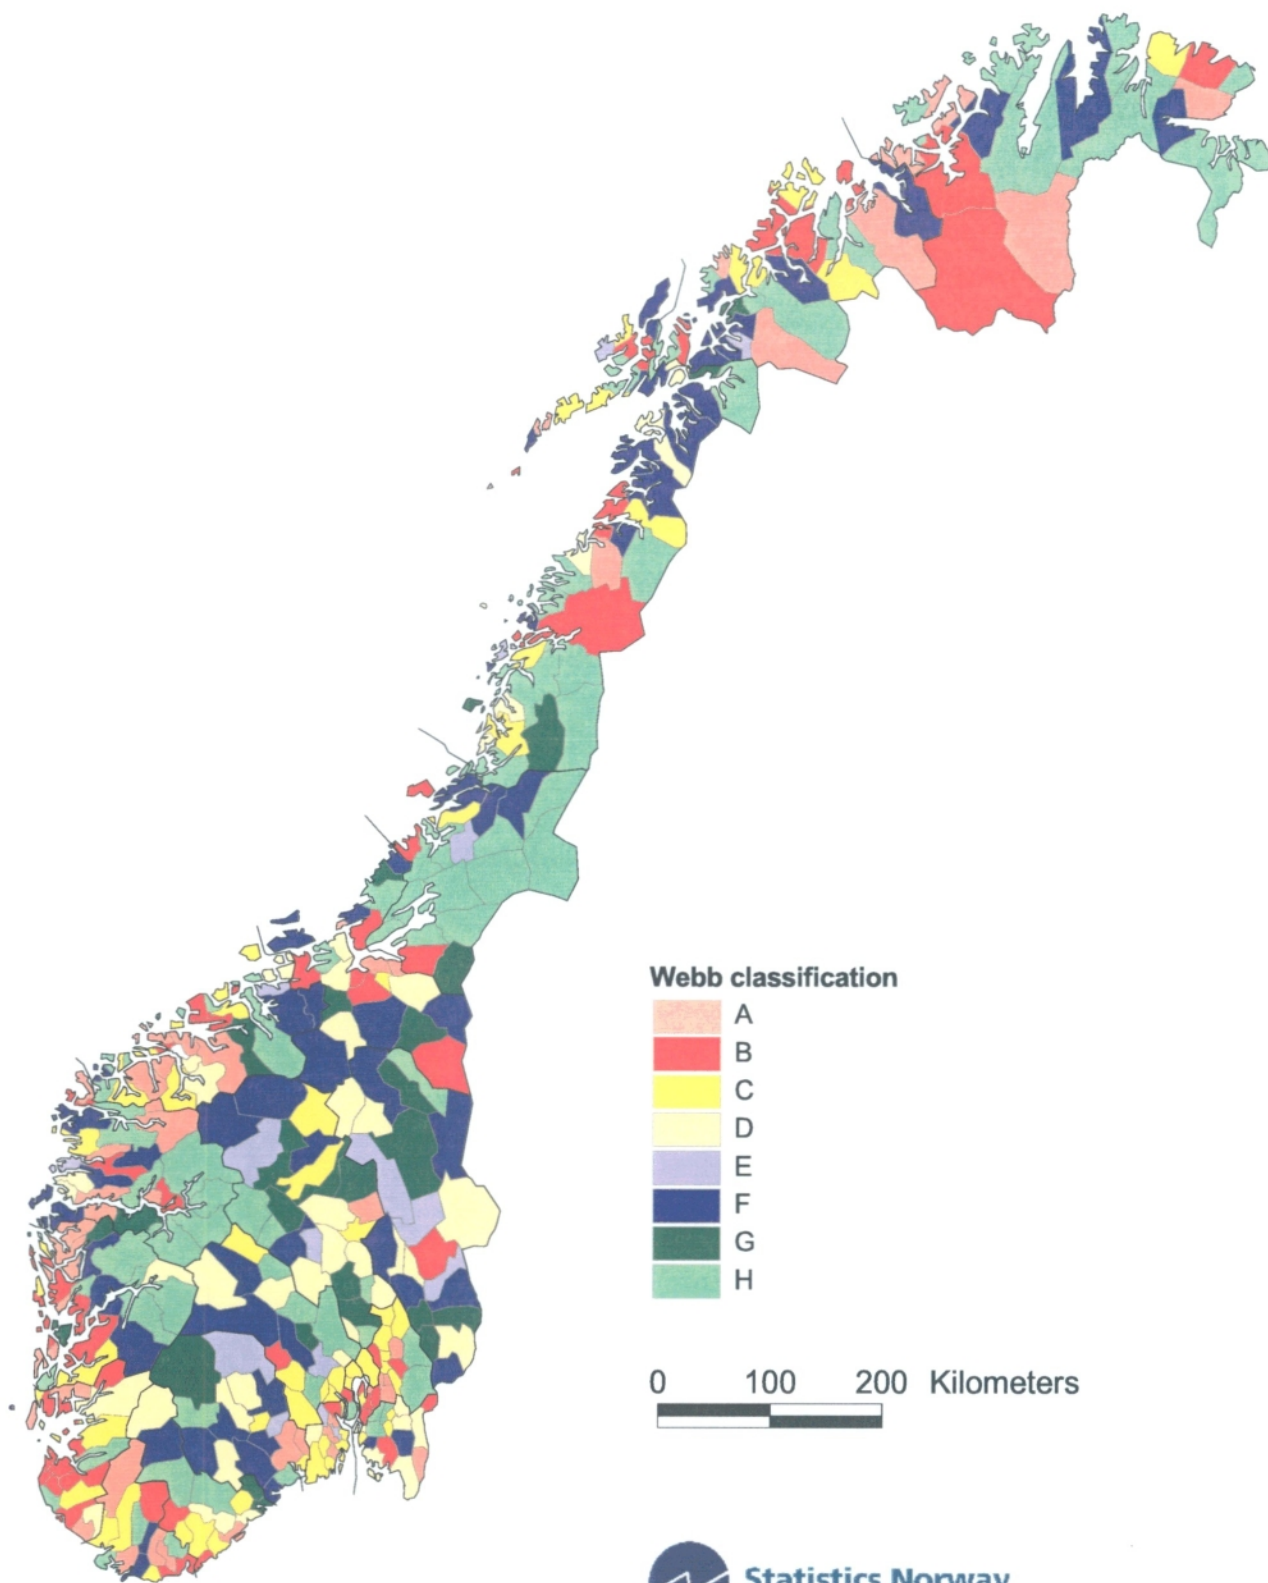 Webb classification
A
B
C
D
E
F
G
H
0 100 200 Kilometers
Statistics Norway